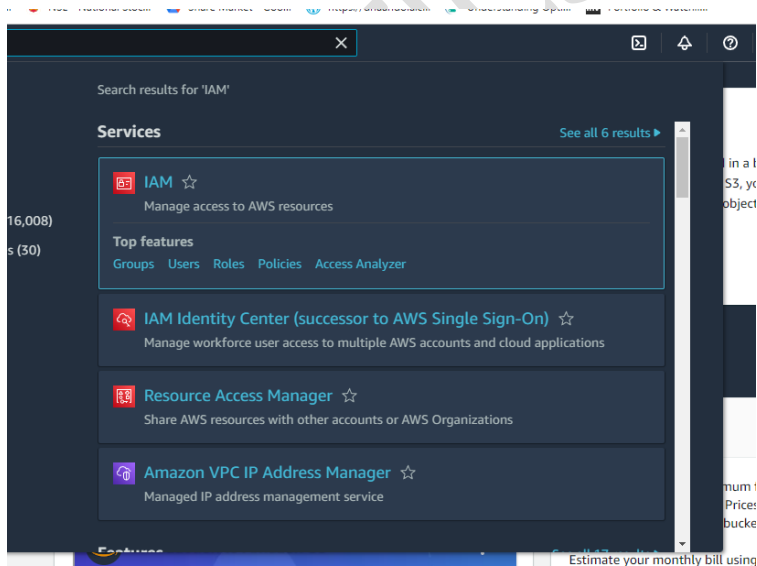 Search results for 'IAM'
Services
See all 6 results
IAM
Manage access to AWS resources
Top features
Groups Users Roles Policies Access Analyzer
IAM Identity Center (successor to AWS Single Sign-On)
Manage workforce user access to multiple AWS accounts and cloud applications
Resource Access Manager
Share AWS resources with other accounts or AWS Organizations
Amazon VPC IP Address Manager
Managed IP address management service
16,008)
s (30)
in a b
S3, yo
object
mum f
Prices
bucke
Features
Estimate your monthly bill using